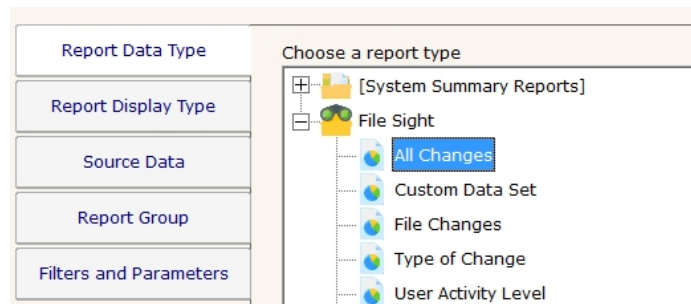 Report Data Type
Report Display Type
Source Data
Report Group
Filters and Parameters
Choose a report type
[System Summary Reports]
File Sight
All Changes
Custom Data Set
File Changes
Type of Change
User Activity Level